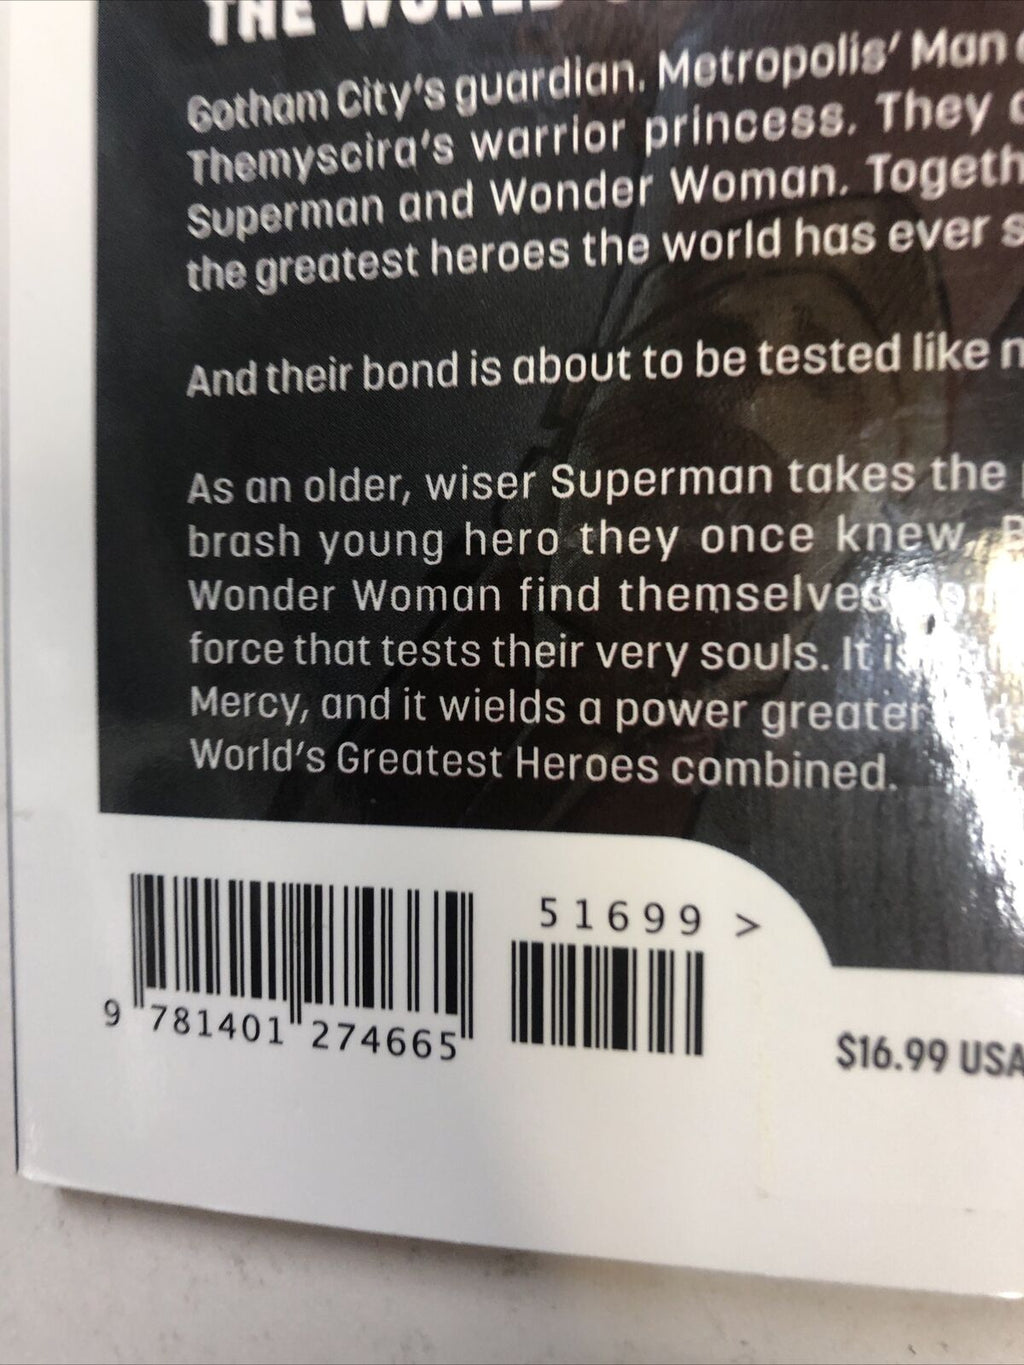 THE WORLD
Gotham City's guardian. Metropolis' Man
Themyscira's warrior princess. They
Superman and Wonder Woman. Togeth
the greatest heroes the world has ever s
And their bond is about to be tested like n
As an older, wiser Superman takes the
brash young hero they once knew, B
Wonder Woman find themselves
force that tests their very souls. It is
Mercy, and it wields a power greater
World's Greatest Heroes combined.
51699 >
9 781401 274665
$16.99 USA